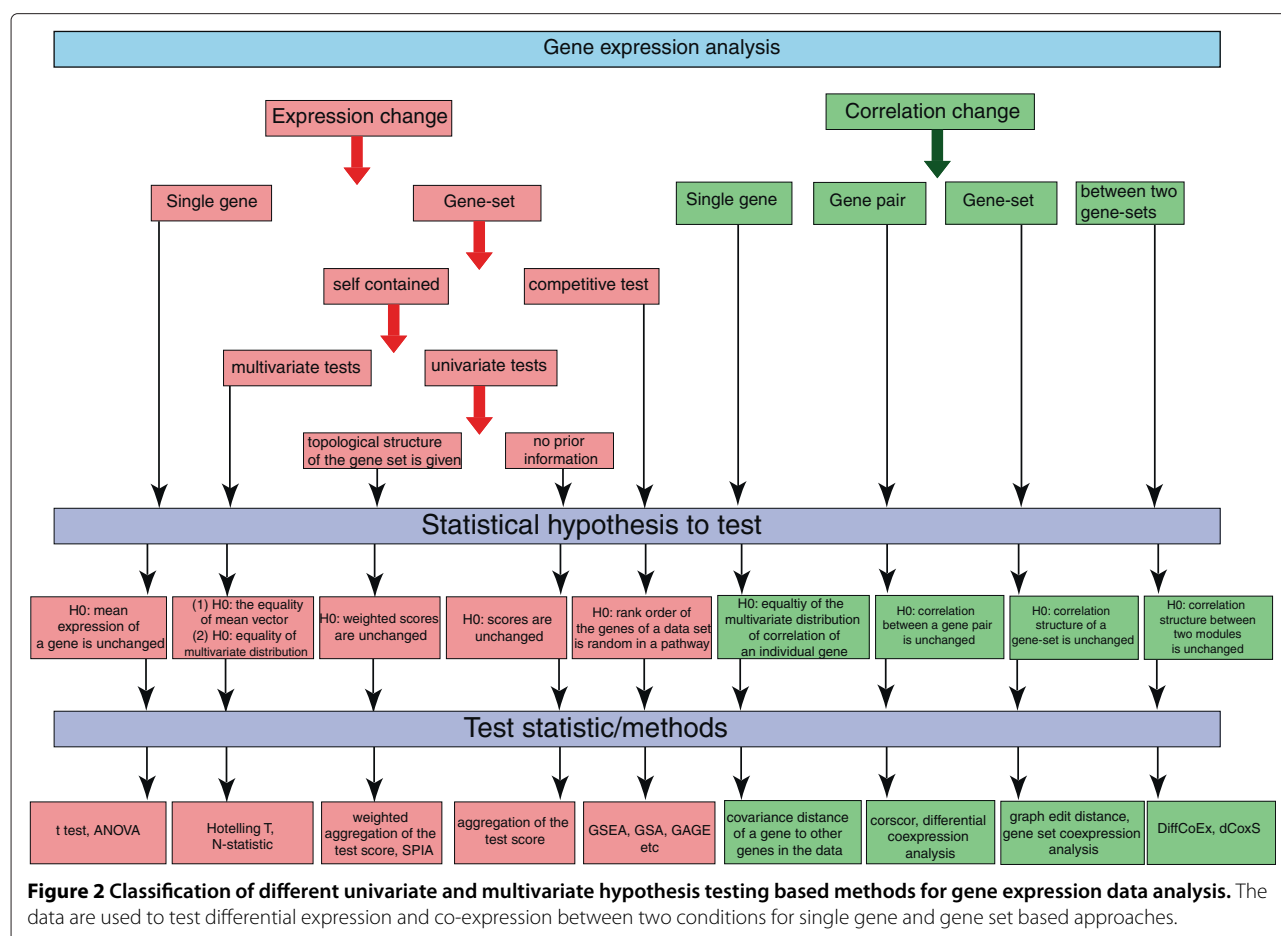 Gene expression analysis
Expression change
Correlation change
Single gene
Gene-set
Single gene
Gene pair
Gene-set
between two
gene-sets
self contained
competitive test
multivariate tests
univariate tests
topological structure
of the gene set is given
no prior
information
Statistical hypothesis to test
H0: mean
expression of
a gene is unchanged
(1) H0: the equality
of mean vector
(2) H0: equality of
multivariate distribution
H0: weighted scores
are unchanged
H0: scores are
unchanged
H0: rank order of
the genes of a data set
is random in a pathway
H0: equaltiy of the
multivariate distribution
of correlation of
an individual gene
H0: correlation
between a gene pair
is unchanged
H0: correlation
structure of a
gene-set is unchanged
H0: correlation
structure between
two modules
is unchanged
Test statistic/methods
t test, ANOVA
Hotelling T,
N-statistic
weighted
aggregation of the
test score, SPIA
aggregation of the
test score
GSEA, GSA, GAGE
etc
covariance distance
of a gene to other
genes in the data
corscor, differential
coexpression
analysis
graph edit distance,
gene set coexpression
analysis
DiffCoEx, dCoxS
Figure 2 Classification of different univariate and multivariate hypothesis testing based methods for gene expression data analysis. The
data are used to test differential expression and co-expression between two conditions for single gene and gene set based approaches.